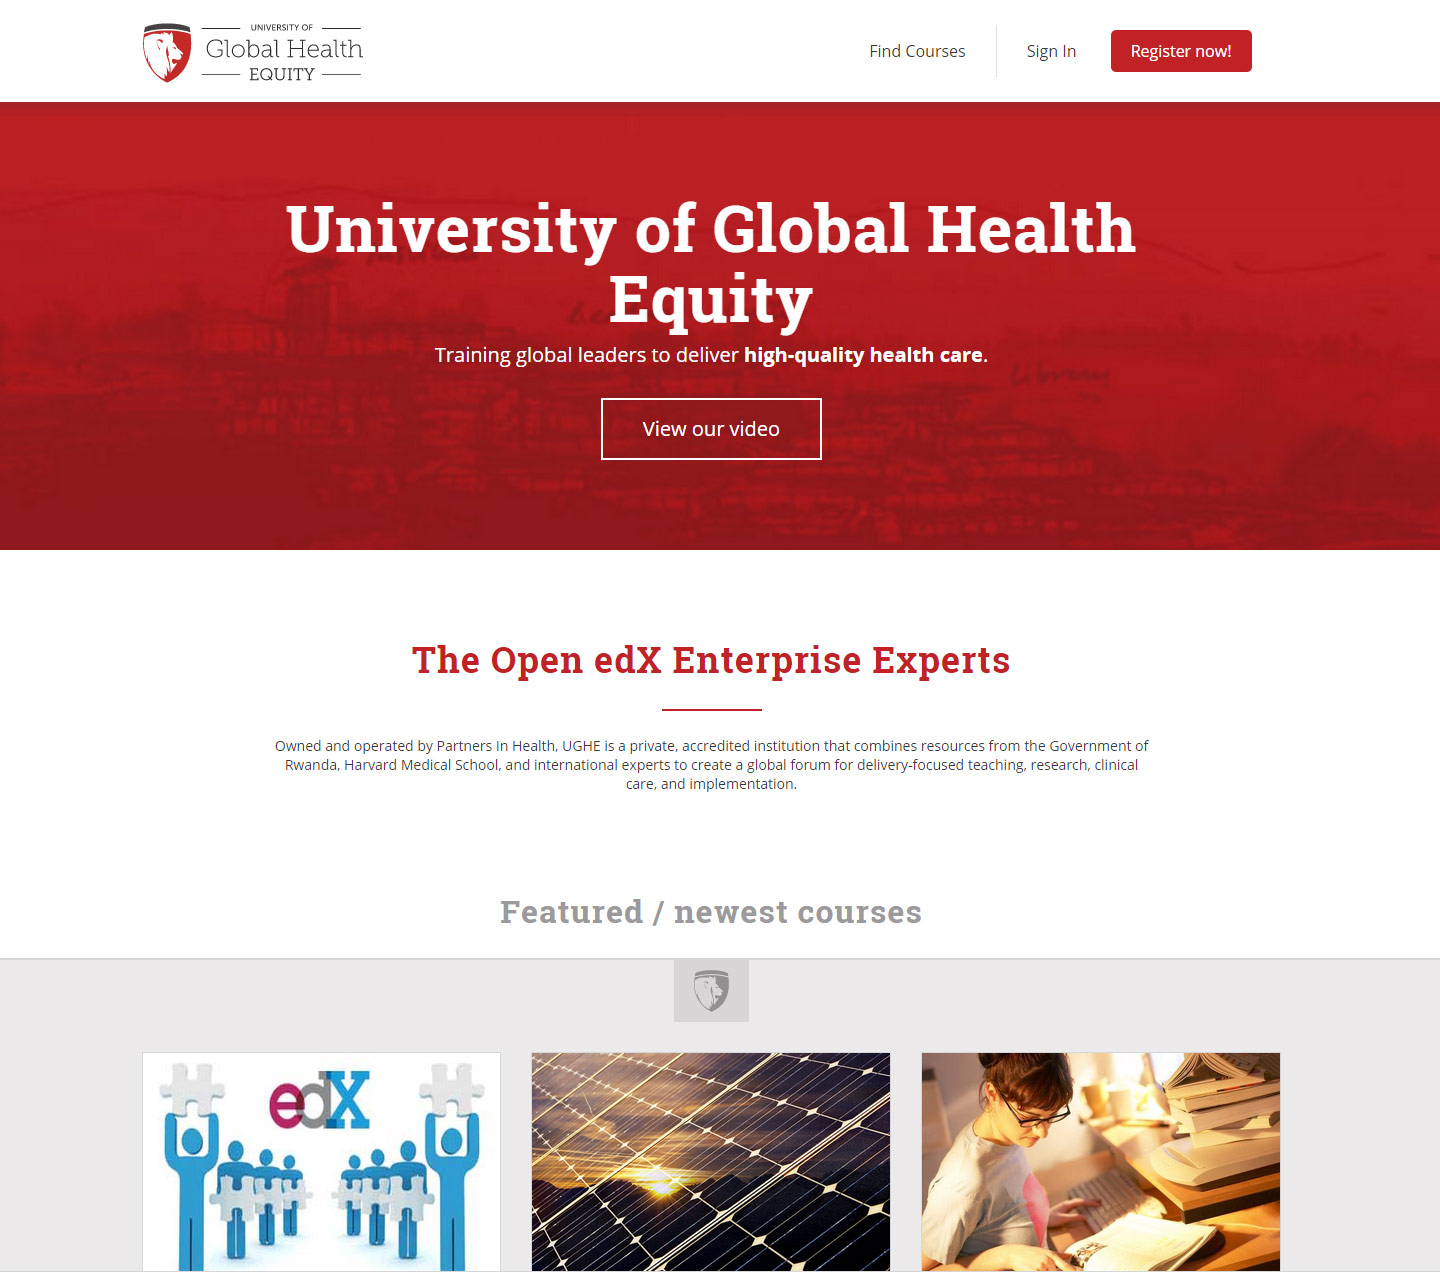 UNIVERSITY OF
Global Health
EQUITY
Find Courses
Sign In
Register now!
University of Global Health
Equity
Training global leaders to deliver high-quality health care.
library
View our video
The Open edX Enterprise Experts
Owned and operated by Partners In Health, UGHE is a private, accredited institution that combines resources from the Government of
Rwanda, Harvard Medical School, and international experts to create a global forum for delivery-focused teaching, research, clinical
care, and implementation.
Featured / newest courses
edX